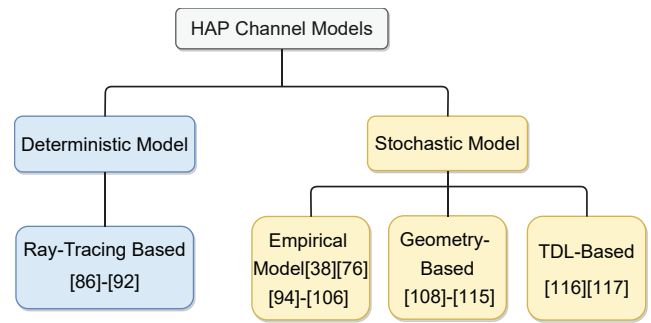 HAP Channel Models
Deterministic Model
Stochastic Model
Ray-Tracing Based
[86]-[92]
Empirical
Model[38][76]
[94]-[106]
Geometry-
Based
[108]-[115]
TDL-Based
[116][117]